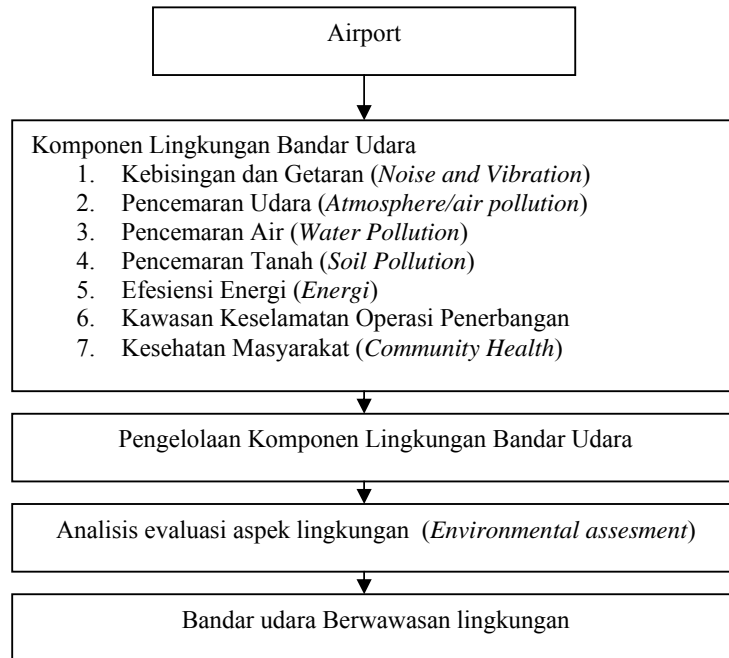 Airport
Komponen Lingkungan Bandar Udara
1. Kebisingan dan Getaran (Noise and Vibration)
2. Pencemaran Udara (Atmosphere/air pollution)
3. Pencemaran Air (Water Pollution)
4. Pencemaran Tanah (Soil Pollution)
5. Efesiensi Energi (Energi)
6. Kawasan Keselamatan Operasi Penerbangan
7. Kesehatan Masyarakat (Community Health)
Pengelolaan Komponen Lingkungan Bandar Udara
Analisis evaluasi aspek lingkungan (Environmental assesment)
Bandar udara Berwawasan lingkungan